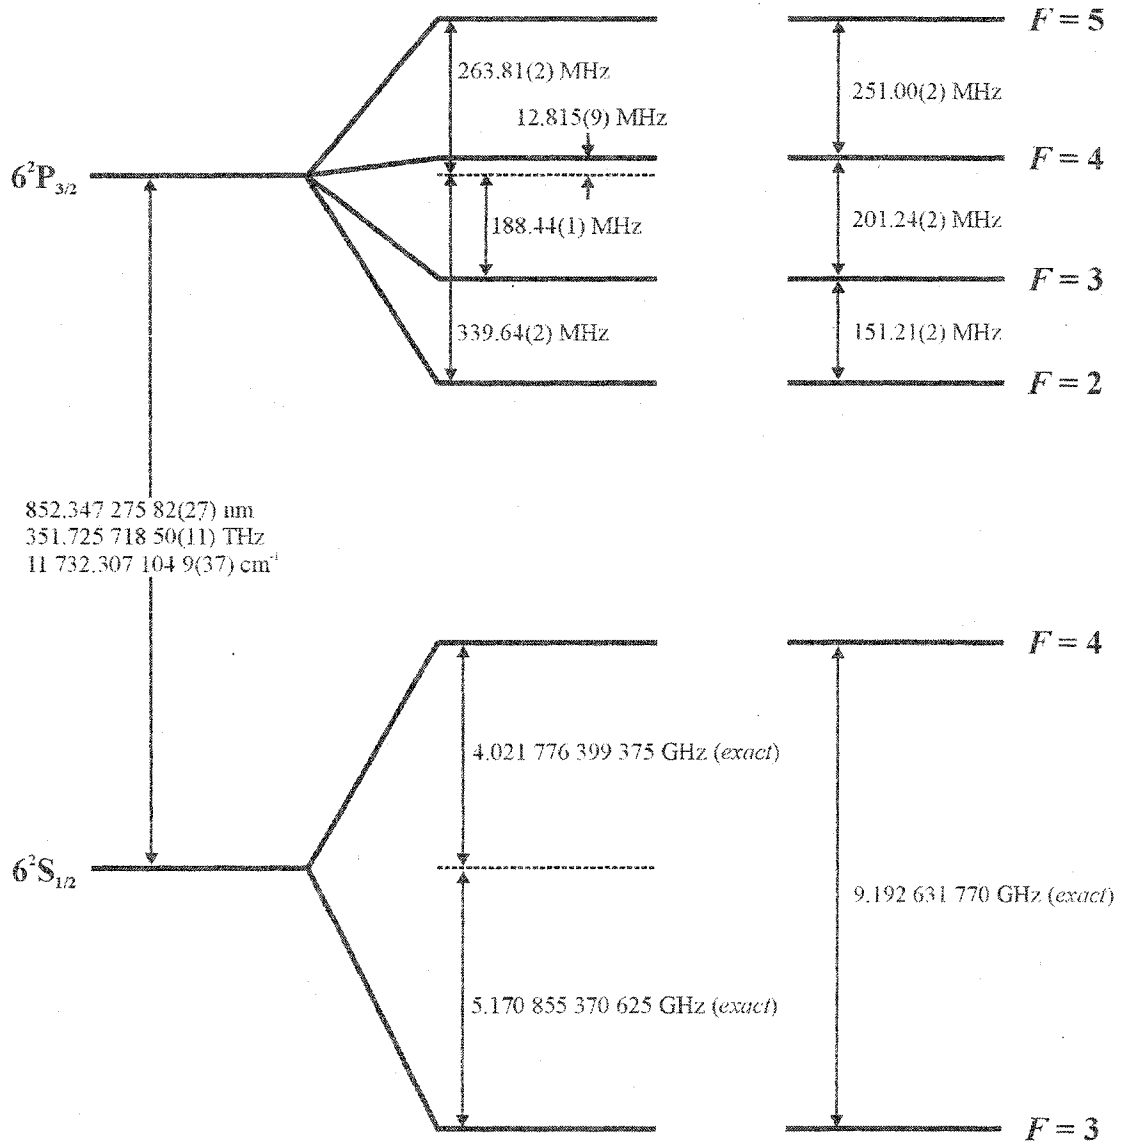 F = 5
263.81(2) MHz
251.00(2) MHz
12.815(9) MHz
F = 4
6²P₃/₂
188.44(1) MHz
201.24(2) MHz
F = 3
339.64(2) MHz
151.21(2) MHz
F = 2
852.347 275 82(27) nm
351.725 718 50(11) THz
11 732.307 104 9(37) cm⁻¹
F = 4
4.021 776 399 375 GHz (exact)
6²S₁/₂
9.192 631 770 GHz (exact)
5.170 855 370 625 GHz (exact)
F = 3